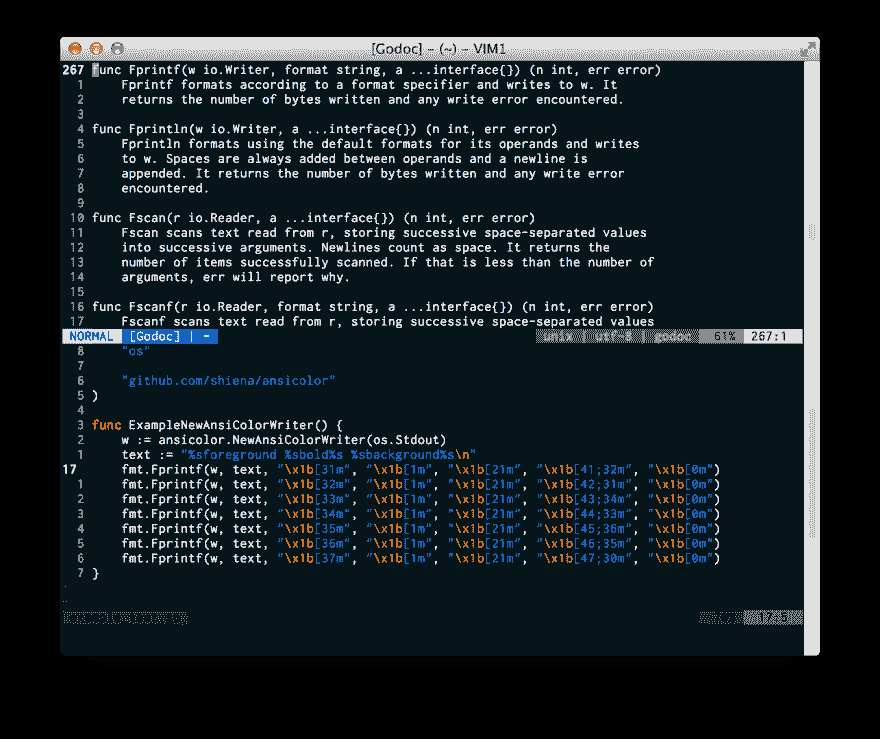 [Godoc] - (~) - VIM1
267 func Fprintf(w io.Writer, format string, a ...interface{}) (n int, err error)
1 Fprintf formats according to a format specifier and writes to w. It
2 returns the number of bytes written and any write error encountered.
3
4 func Fprintln(w io.Writer, a ...interface{}) (n int, err error)
5 Fprintln formats using the default formats for its operands and writes
6 to w. Spaces are always added between operands and a newline is
7 appended. It returns the number of bytes written and any write error
8 encountered.
9
10 func Fscan(r io.Reader, a ...interface{}) (n int, err error)
11 Fscan scans text read from r, storing successive space-separated values
12 into successive arguments. Newlines count as space. It returns the
13 number of items successfully scanned. If that is less than the number of
14 arguments, err will report why.
15
16 func Fscanf(r io.Reader, format string, a ...interface{}) (n int, err error)
17 Fscanf scans text read from r, storing successive space-separated values
NORMAL [Godoc] | - unix | utf-8 | godoc 61% 267:1
8 "os"
7
6 "github.com/shiena/ansicolor"
5 )
4
3 func ExampleNewAnsiColorWriter() {
2 w := ansicolor.NewAnsiColorWriter(os.Stdout)
1 text := "%sforeground %sbold%s %sbackground%s\n"
17 fmt.Fprintf(w, text, "\x1b[31m", "\x1b[1m", "\x1b[21m", "\x1b[41;32m", "\x1b[0m")
1 fmt.Fprintf(w, text, "\x1b[32m", "\x1b[1m", "\x1b[21m", "\x1b[42;31m", "\x1b[0m")
2 fmt.Fprintf(w, text, "\x1b[33m", "\x1b[1m", "\x1b[21m", "\x1b[43;34m", "\x1b[0m")
3 fmt.Fprintf(w, text, "\x1b[34m", "\x1b[1m", "\x1b[21m", "\x1b[44;33m", "\x1b[0m")
4 fmt.Fprintf(w, text, "\x1b[35m", "\x1b[1m", "\x1b[21m", "\x1b[45;36m", "\x1b[0m")
5 fmt.Fprintf(w, text, "\x1b[36m", "\x1b[1m", "\x1b[21m", "\x1b[46;35m", "\x1b[0m")
6 fmt.Fprintf(w, text, "\x1b[37m", "\x1b[1m", "\x1b[21m", "\x1b[47;30m", "\x1b[0m")
7 }